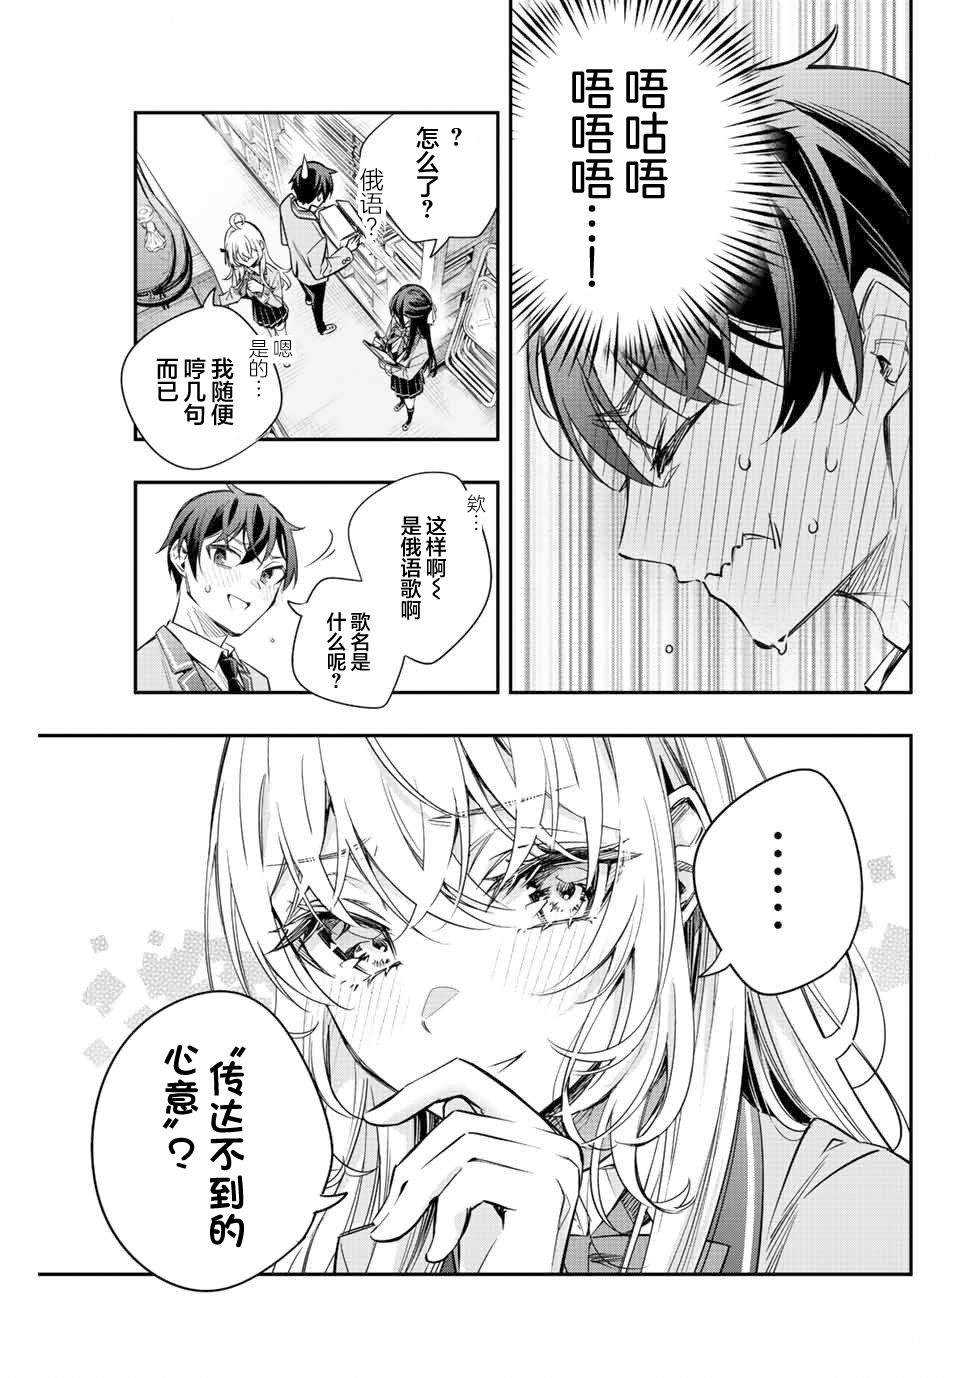 唔咕唔
唔唔唔…！
？
怎么了？
俄语？
嗯
是的…
我随便
哼几句
而已
欸…
这样啊～
是俄语歌啊
歌名是
什么呢？
………
“传达不到的
心意”？